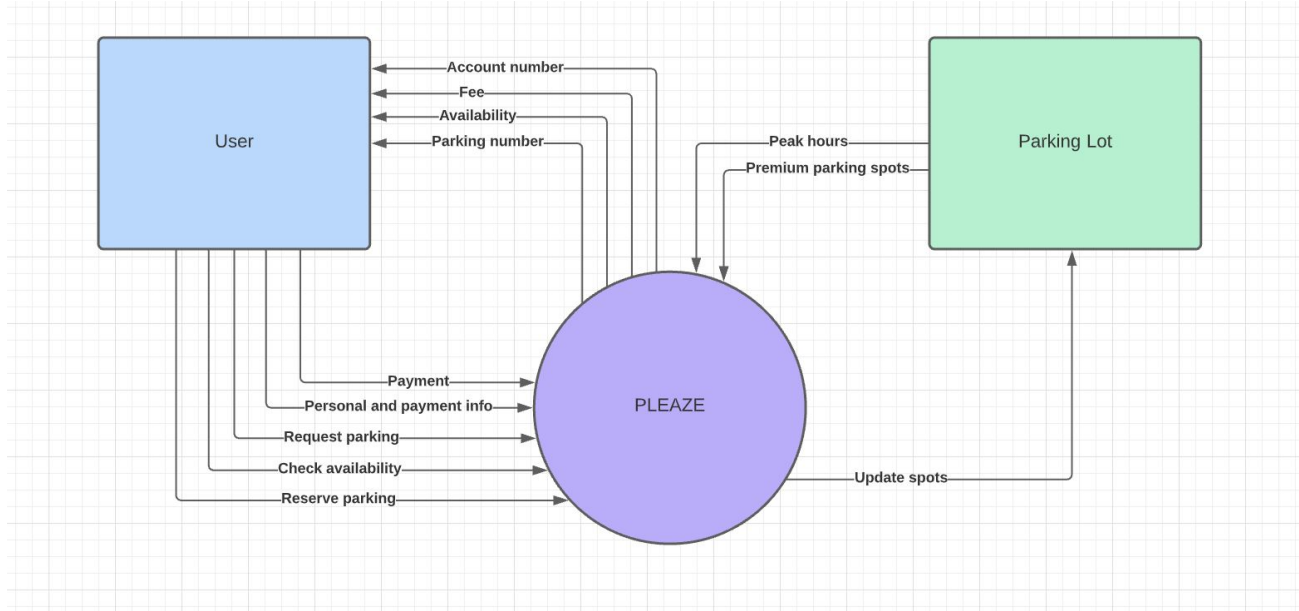 Account number
Fee
Availability
Parking number
User
Peak hours
Premium parking spots
Parking Lot
Payment
Personal and payment info
Request parking
Check availability
Reserve parking
PLEAZE
Update spots